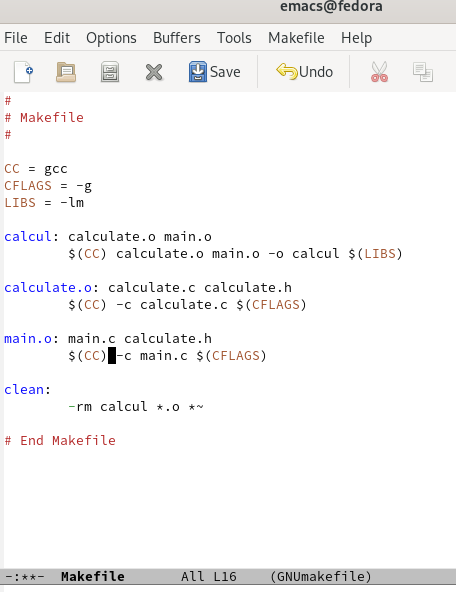 emacs@fedora
File Edit Options Buffers Tools Makefile Help
Save Undo
#
# Makefile
#
CC = gcc
CFLAGS = -g
LIBS = -lm
calcul: calculate.o main.o
$(CC) calculate.o main.o -o calcul $(LIBS)
calculate.o: calculate.c calculate.h
$(CC) -c calculate.c $(CFLAGS)
main.o: main.c calculate.h
$(CC) -c main.c $(CFLAGS)
clean:
-rm calcul *.o *~
# End Makefile
-:**- Makefile All L16 (GNUmakefile)